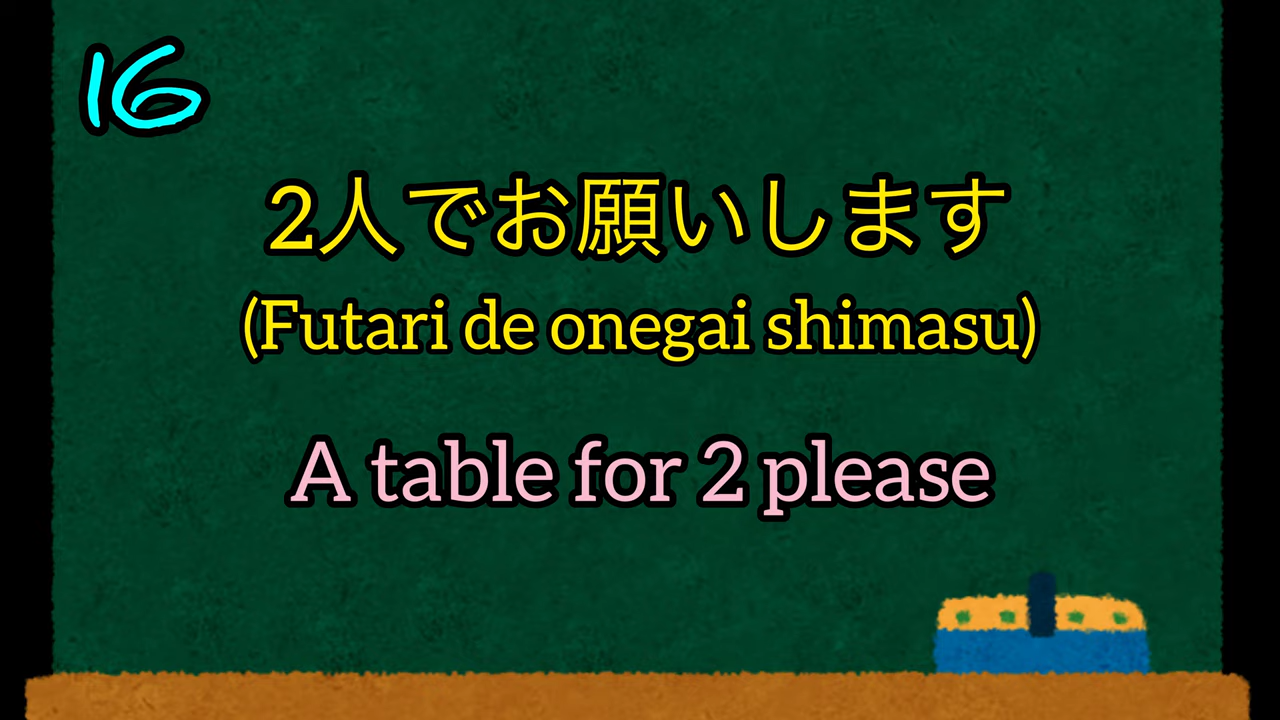 16
2人でお願いします
(Futari de onegai shimasu)
A table for 2 please